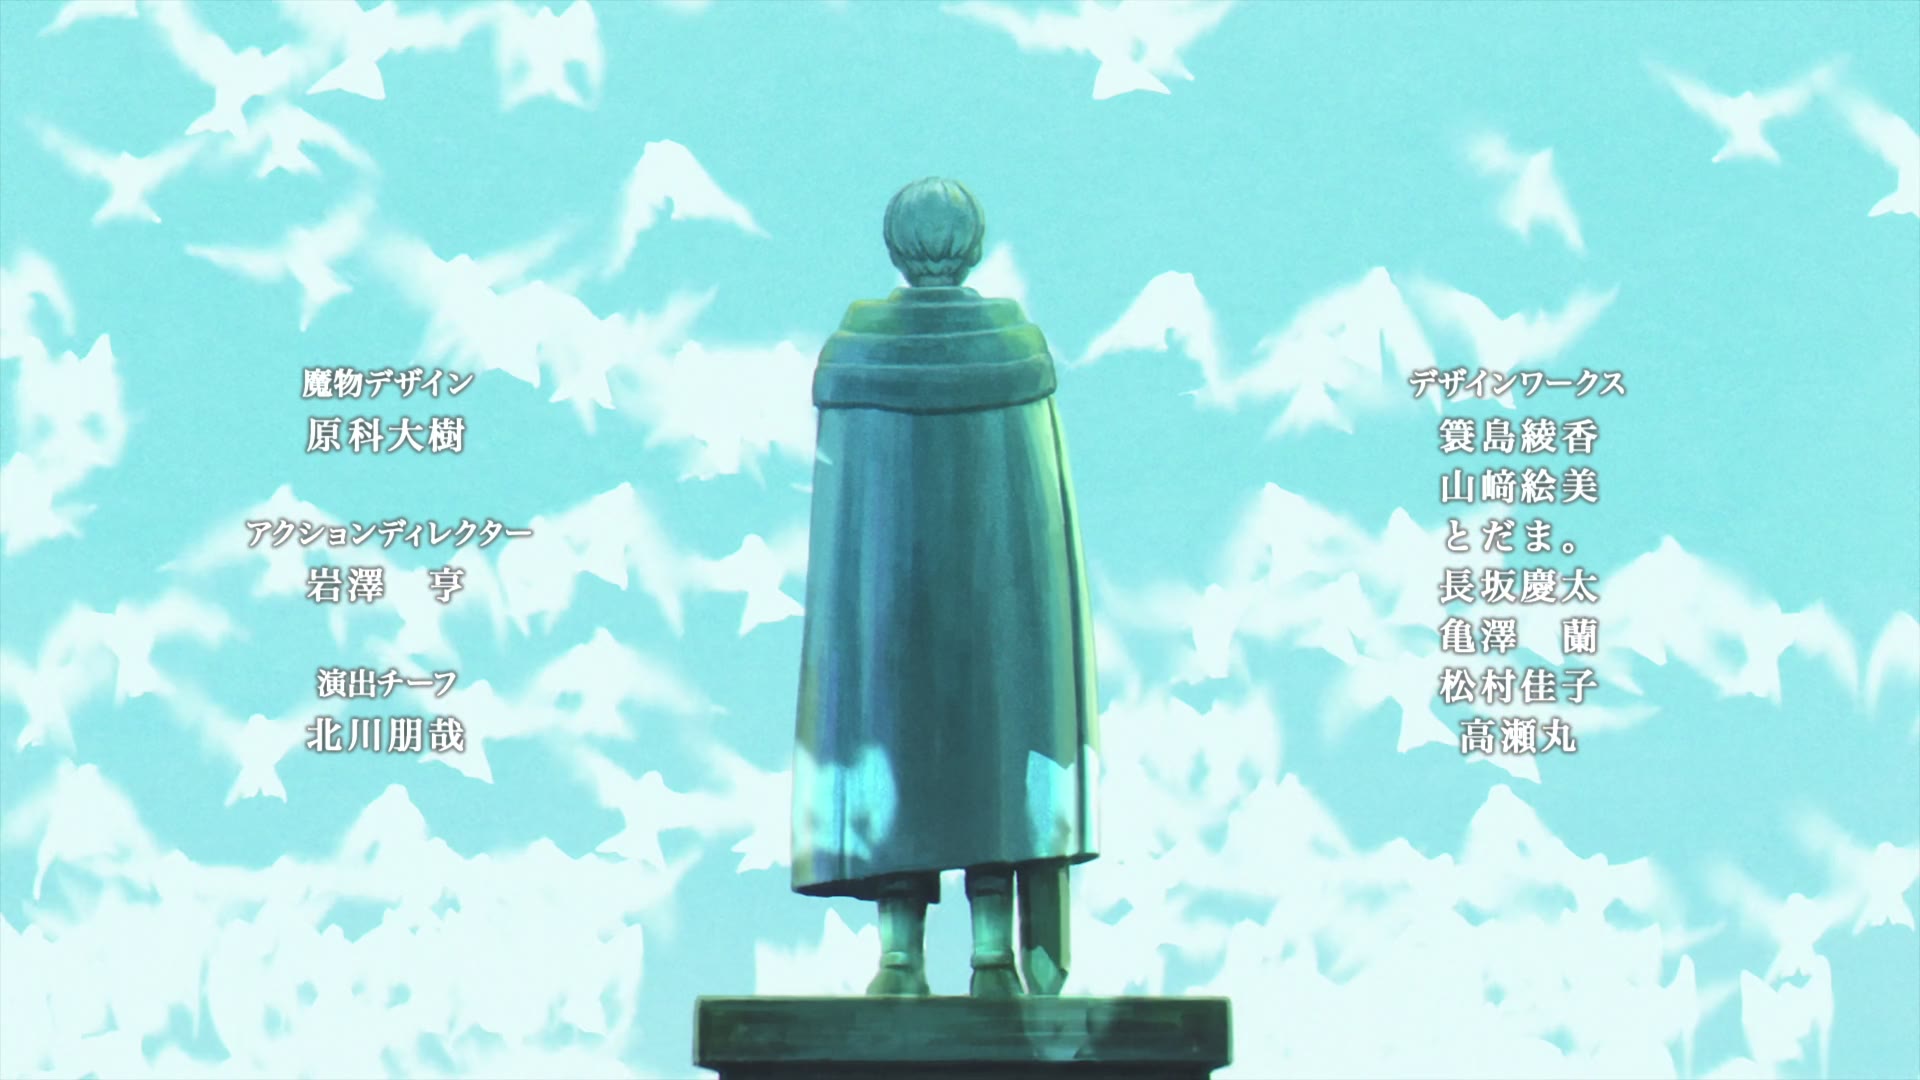 魔物デザイン
原科大樹
アクションディレクター
岩澤　亨
演出チーフ
北川朋哉
デザインワークス
簑島綾香
山﨑絵美
とだま。
長坂慶太
亀澤　蘭
松村佳子
高瀬丸